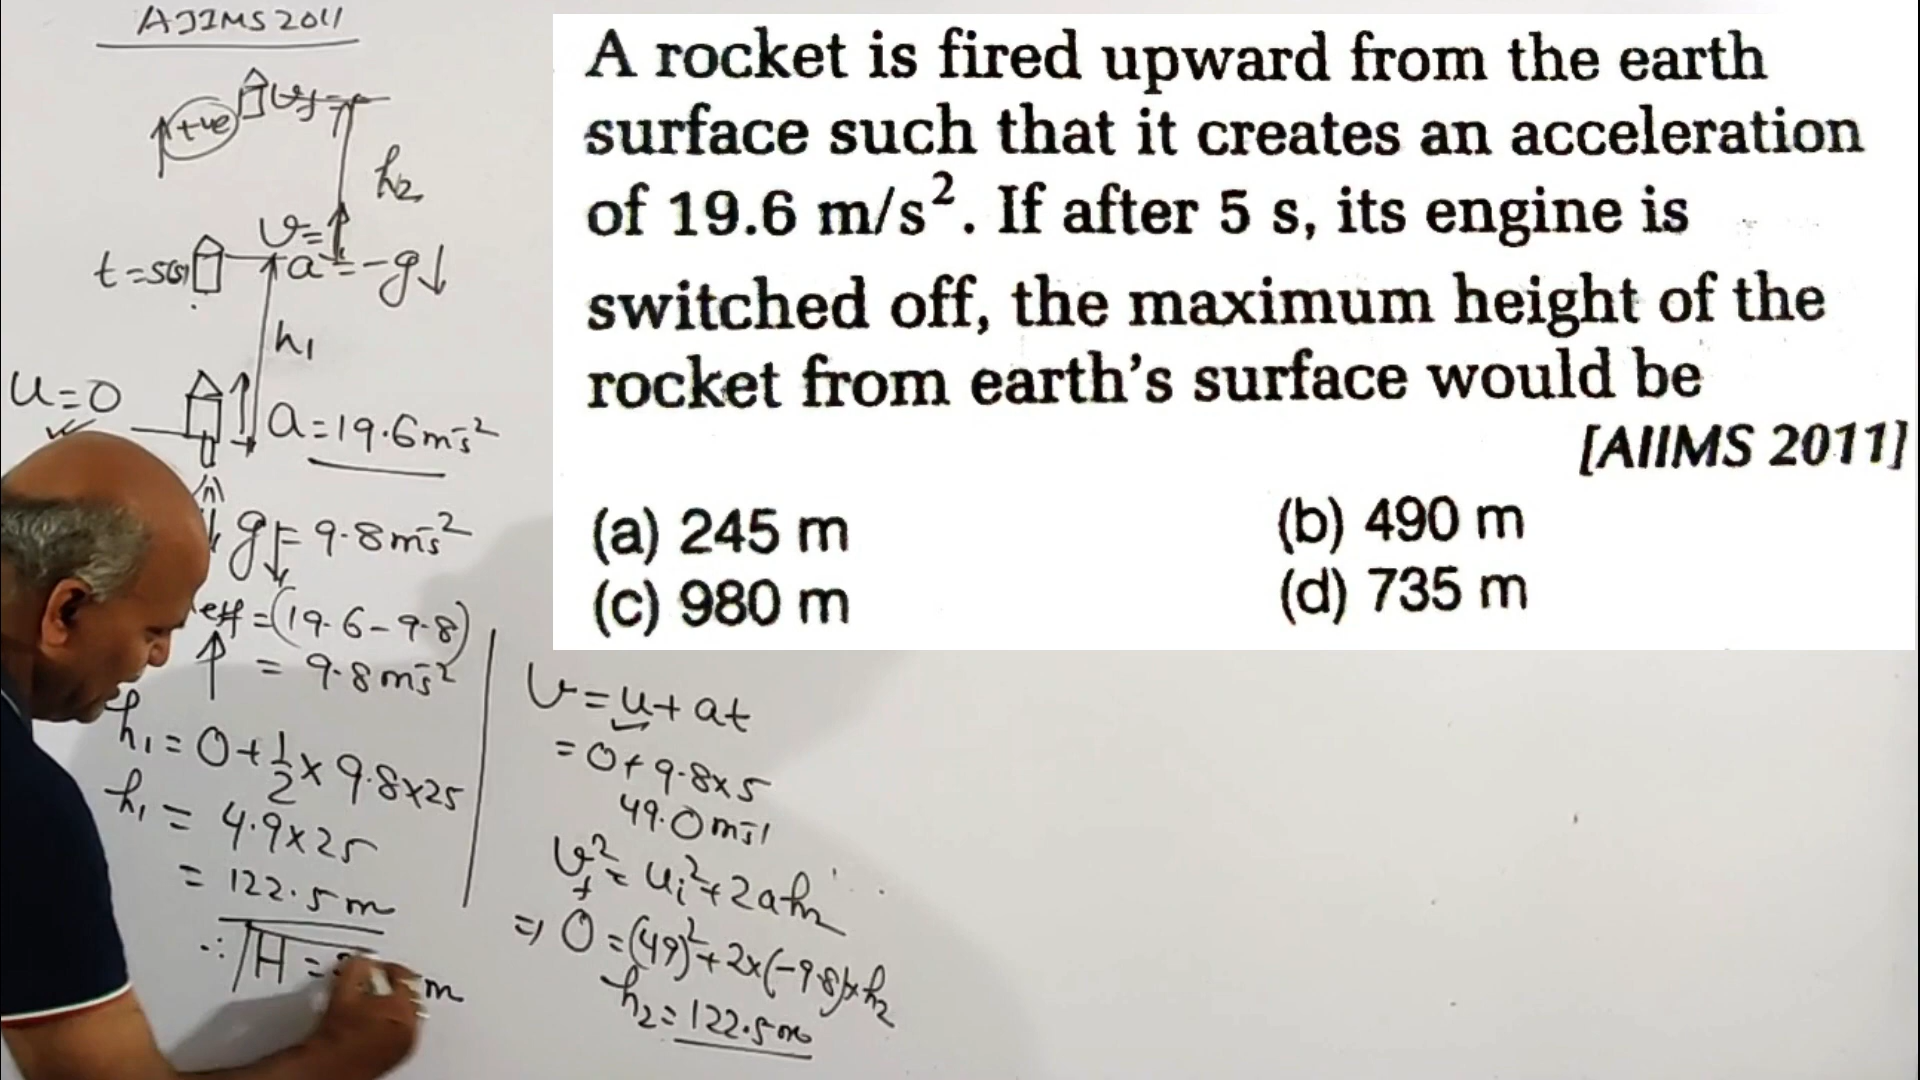 AIIMS 2011
+ve
h₂
v=
t=5(s)
a=-g↓
h₁
u=0
a=19.6ms⁻²
g↓=9.8ms⁻²
eff=(19.6-9.8)
=9.8ms⁻²
h₁=0+1/2×9.8×25
h₁=4.9×25
=122.5m
∴ H=
m
v=u+at
=0+9.8×5
49.0ms⁻¹
v_f²=u_i²+2ah₂
⇒ 0=(49)²+2×(-9.8)×h₂
h₂=122.5m
A rocket is fired upward from the earth
surface such that it creates an acceleration
of 19.6 m/s². If after 5 s, its engine is
switched off, the maximum height of the
rocket from earth's surface would be
[AIIMS 2011]
(a) 245 m (b) 490 m
(c) 980 m (d) 735 m